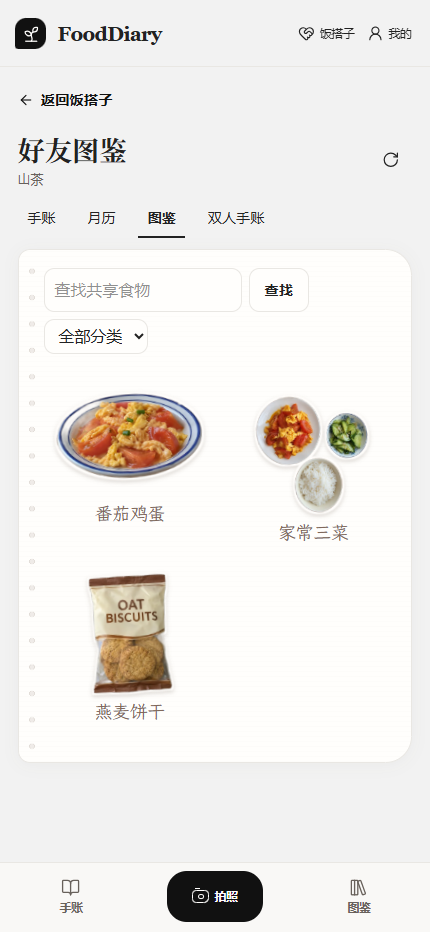 FoodDiary
饭搭子
我的
返回饭搭子
好友图鉴
山茶
手账 月历 图鉴 双人手账
查找共享食物 查找
全部分类
番茄鸡蛋
家常三菜
OAT
BISCUITS
燕麦饼干
手账 拍照 图鉴